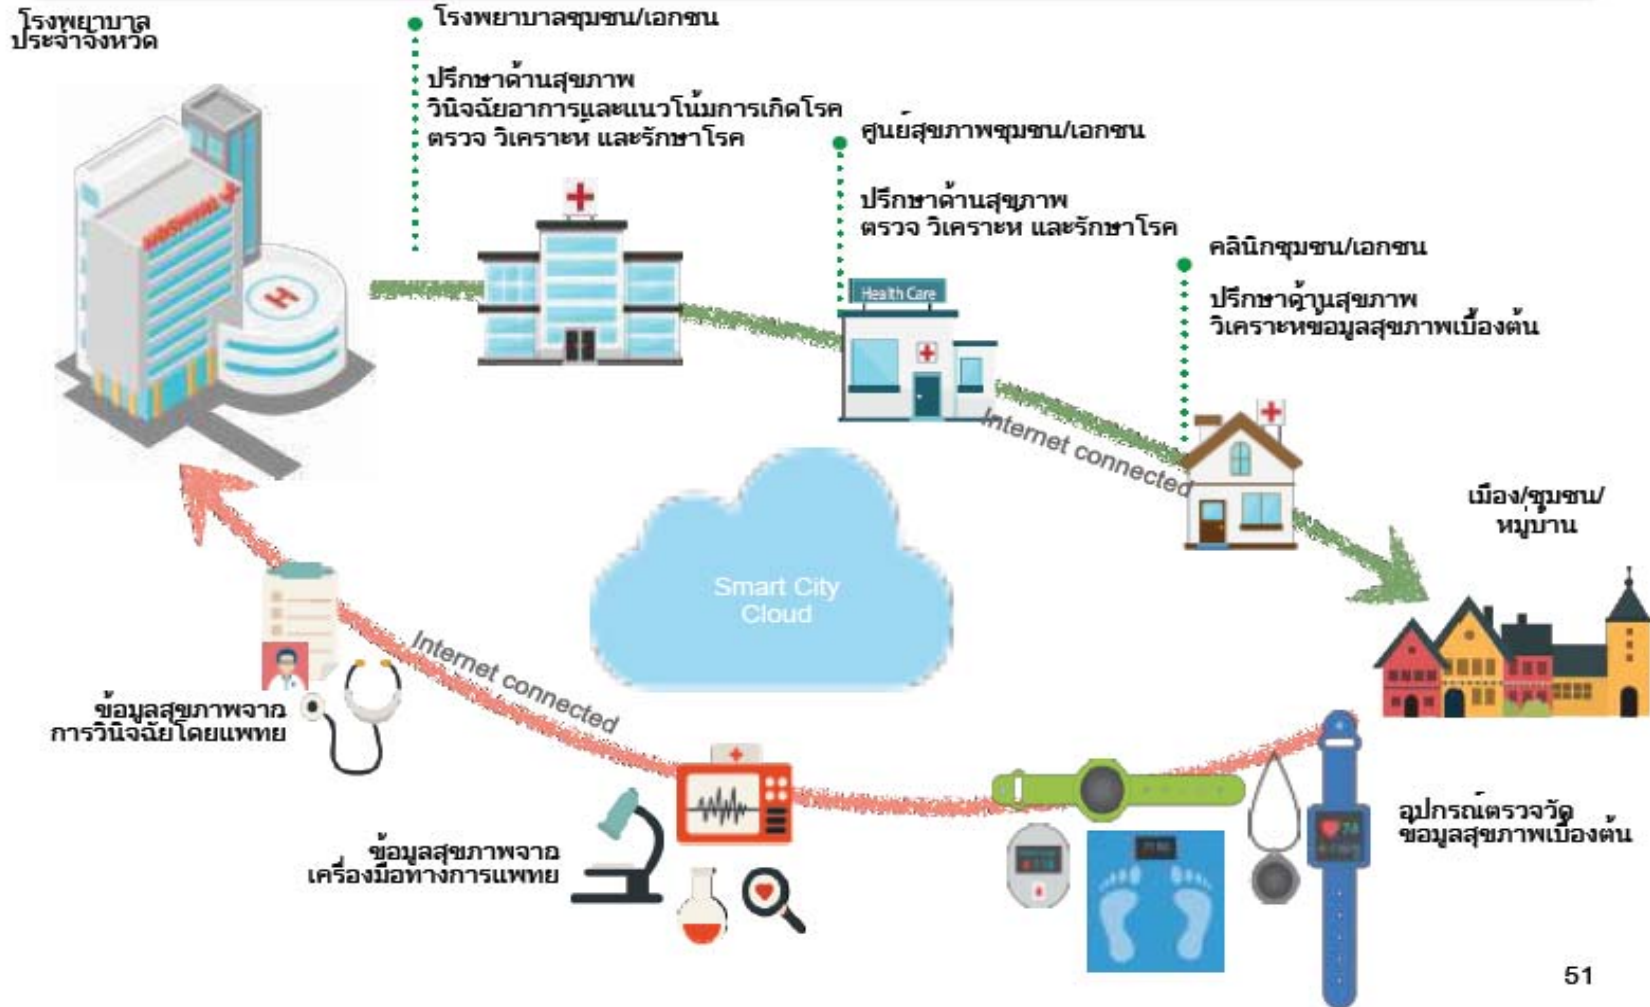 โรงพยาบาล
ประจำจังหวัด
โรงพยาบาลชุมชน/เอกชน
ปรึกษาด้านสุขภาพ
วินิจฉัยอาการและแนวโน้มการเกิดโรค
ตรวจ วิเคราะห์ และรักษาโรค
ศูนย์สุขภาพชุมชน/เอกชน
ปรึกษาด้านสุขภาพ
ตรวจ วิเคราะห์ และรักษาโรค
คลินิกชุมชน/เอกชน
ปรึกษาด้านสุขภาพ
วิเคราะห์ข้อมูลสุขภาพเบื้องต้น
HOSPITAL
H
Health Care
Internet connected
เมือง/ชุมชน/
หมู่บ้าน
Smart City
Cloud
Internet connected
ข้อมูลสุขภาพจาก
การวินิจฉัยโดยแพทย์
ข้อมูลสุขภาพจาก
เครื่องมือทางการแพทย์
อุปกรณ์ตรวจวัด
ข้อมูลสุขภาพเบื้องต้น
51